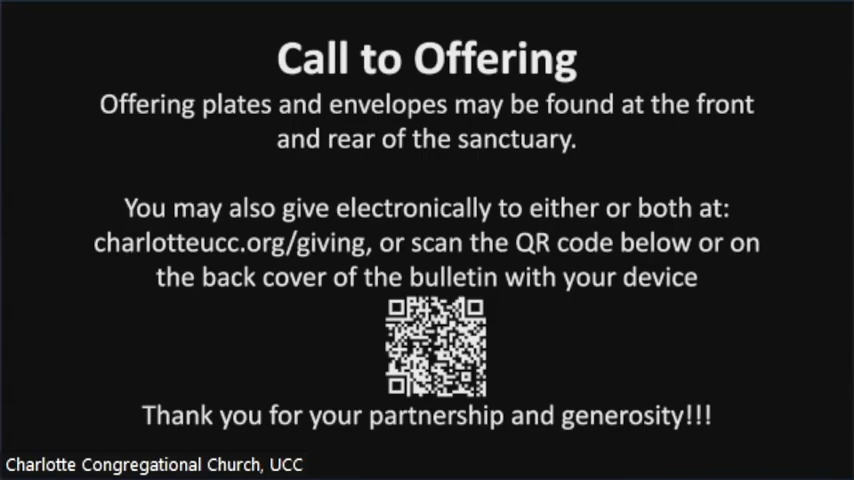 Call to Offering
Offering plates and envelopes may be found at the front
and rear of the sanctuary.
You may also give electronically to either or both at:
charlotteucc.org/giving, or scan the QR code below or on
the back cover of the bulletin with your device
Thank you for your partnership and generosity!!!
Charlotte Congregational Church, UCC